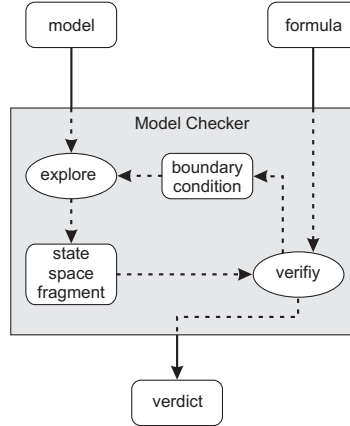 model
formula
Model Checker
explore
boundary
condition
state
space
fragment
verifiy
verdict